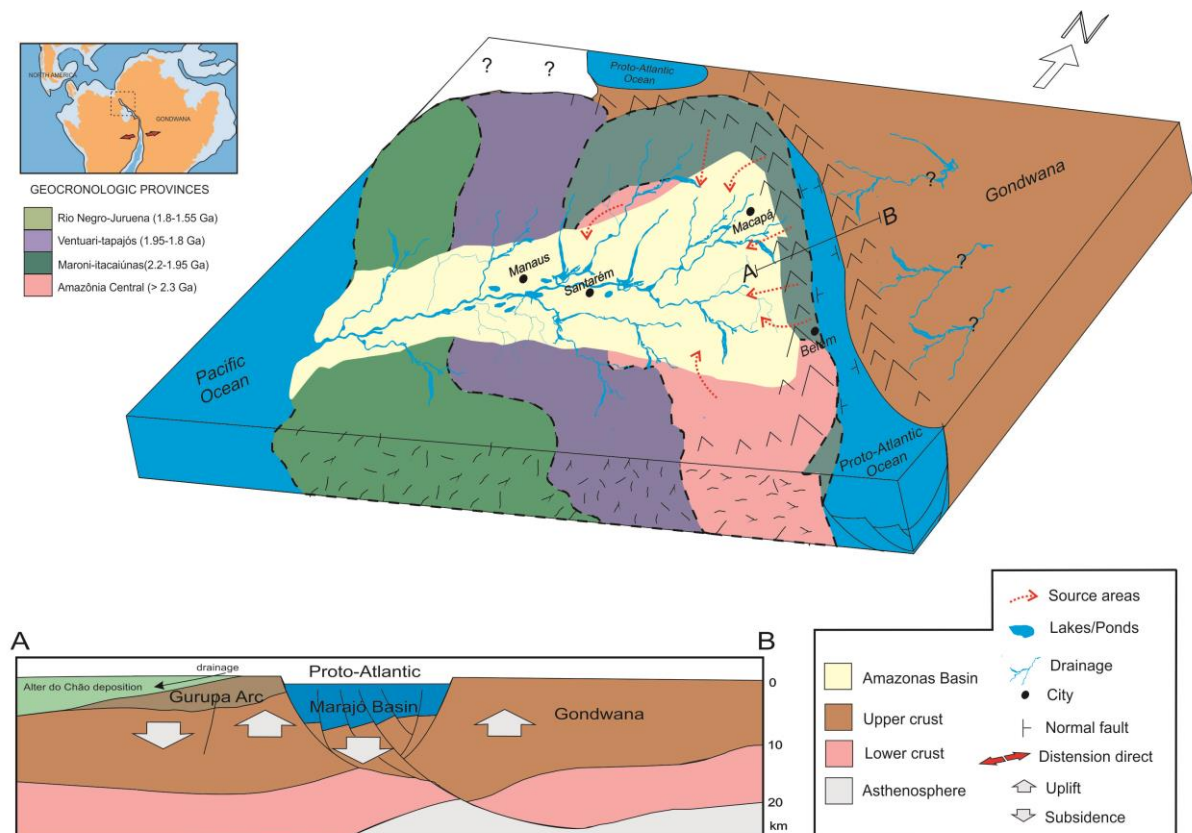 N
NORTH AMERICA
GONDWANA
GEOCRONOLOGIC PROVINCES
Rio Negro-Juruena (1.8-1.55 Ga)
Ventuari-tapajós (1.95-1.8 Ga)
Maroni-itacaiúnas(2.2-1.95 Ga)
Amazônia Central (> 2.3 Ga)
? ?
Proto-Atlantic
Ocean
Gondwana
?
?
?
Macapá
B
A
Manaus
Santarém
Belém
Pacific
Ocean
Proto-Atlantic
Ocean
A
B
drainage
Proto-Atlantic
Alter do Chão deposition
Gurupa Arc
Marajó Basin
Gondwana
0
10
20
km
Amazonas Basin
Upper crust
Lower crust
Asthenosphere
Source areas
Lakes/Ponds
Drainage
City
Normal fault
Distension direct
Uplift
Subsidence